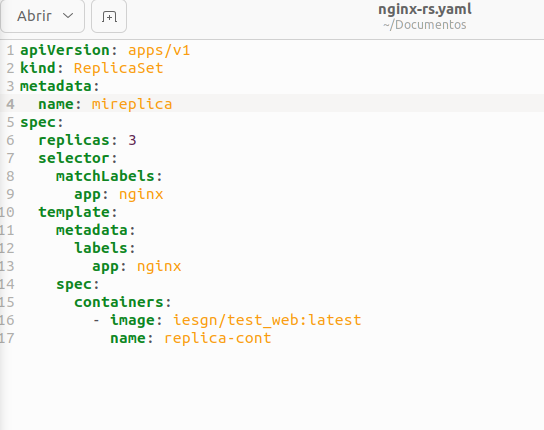 Abrir
nginx-rs.yaml
~/Documentos
1 apiVersion: apps/v1
2 kind: ReplicaSet
3 metadata:
4   name: mireplica
5 spec:
6   replicas: 3
7   selector:
8     matchLabels:
9       app: nginx
10   template:
11     metadata:
12       labels:
13         app: nginx
14     spec:
15       containers:
16         - image: iesgn/test_web:latest
17           name: replica-cont